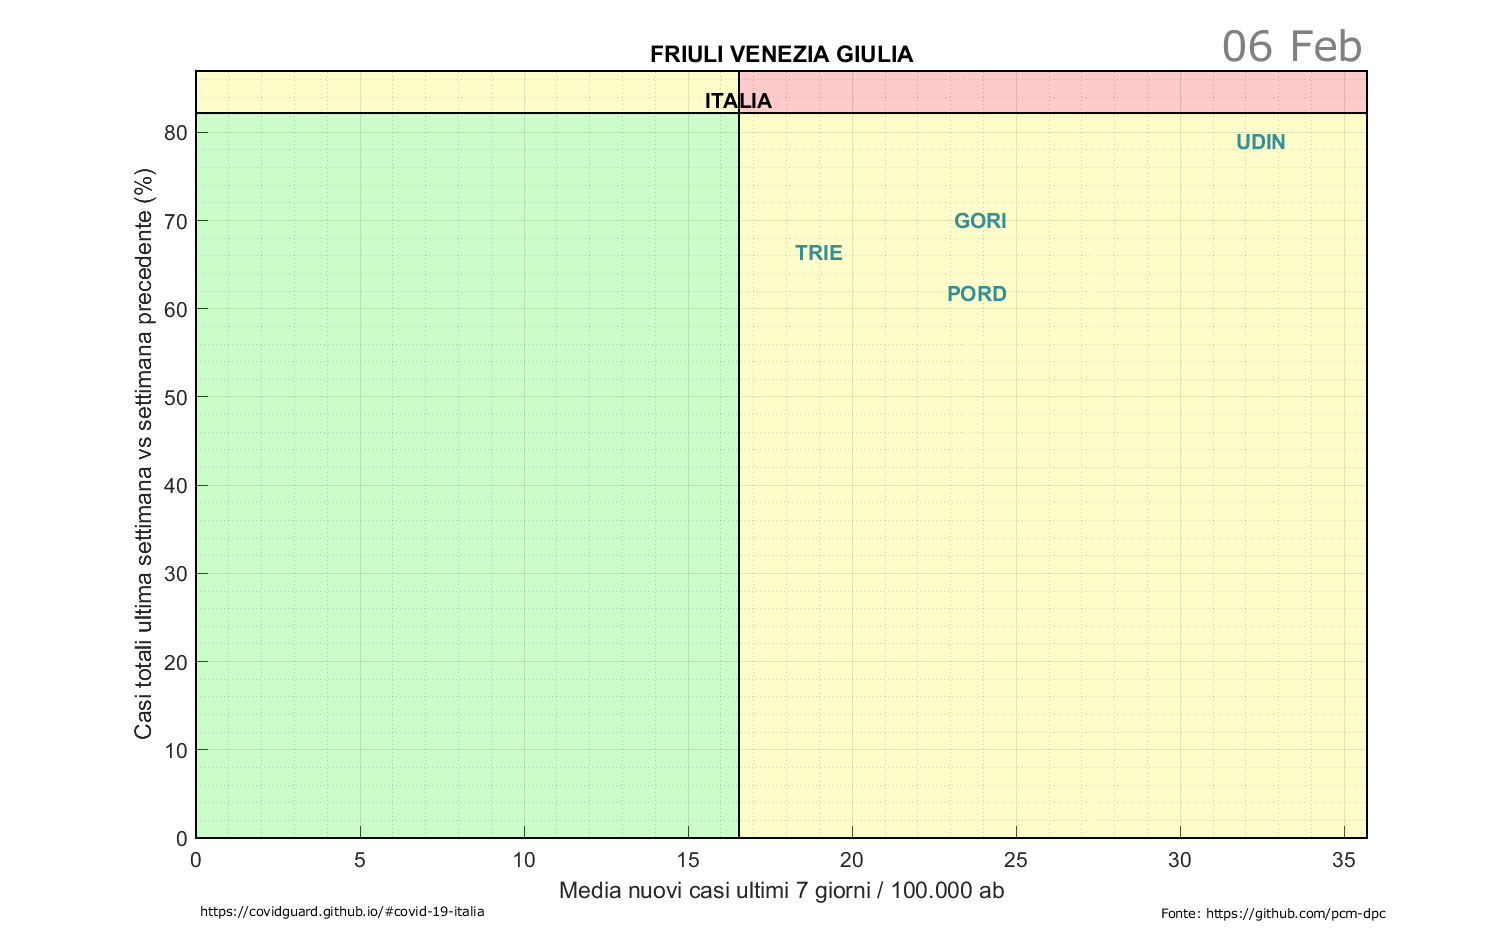 06 Feb
FRIULI VENEZIA GIULIA
ITALIA
80
UDIN
70
GORI
TRIE
PORD
60
50
40
30
20
10
0
Casi totali ultima settimana vs settimana precedente (%)
0 5 10 15 20 25 30 35
Media nuovi casi ultimi 7 giorni / 100.000 ab
https://covidguard.github.io/#covid-19-italia
Fonte: https://github.com/pcm-dpc